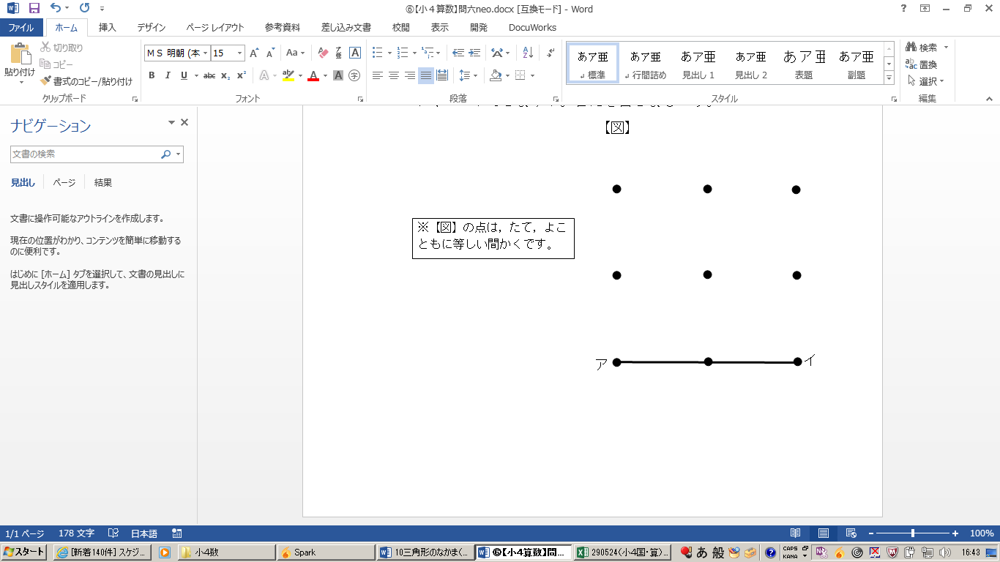 ⑥【小４算数】問六neo.docx [互換モード] - Word
ファイル ホーム 挿入 デザイン ページ レイアウト 参考資料 差し込み文書 校閲 表示 開発 DocuWorks
貼り付け
切り取り
コピー
書式のコピー/貼り付け
クリップボード
ＭＳ 明朝 (本 15
フォント
段落
あア亜 あア亜 あア亜 あア亜 あア亜 あア亜
標準 行間詰め 見出し 1 見出し 2 表題 副題
スタイル
検索
置換
選択
編集
ナビゲーション
文書の検索
見出し ページ 結果
文書に操作可能なアウトラインを作成します。
現在の位置がわかり、コンテンツを簡単に移動する
のに便利です。
はじめに [ホーム] タブを選択して、文書の見出しに
見出しスタイルを適用します。
【図】
※【図】の点は，たて，よこ
ともに等しい間かくです。
ア イ
1/1 ページ 178 文字 日本語 100%
スタート [新着140件] スケジ... 小4数 Spark 10三角形のなかまく... ⑥【小４算数】問... 290524（小4国・算）... あ 般 CAPS KANA 16:43